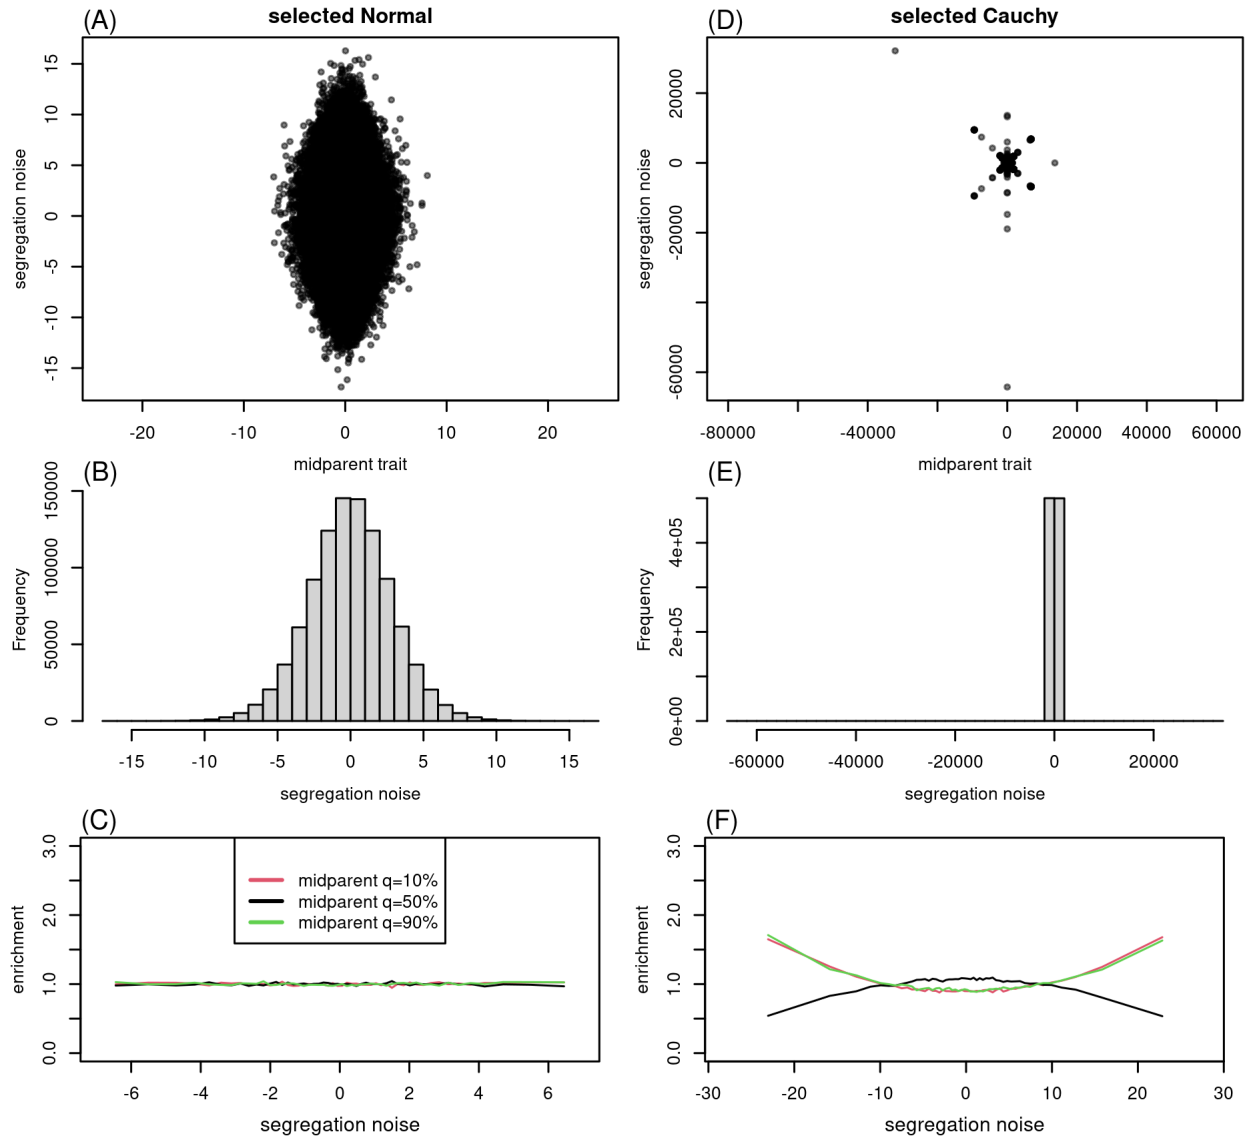 (A)
selected Normal
segregation noise
15
10
5
0
-5
-10
-15
-20
-10
0
10
20
midparent trait
(D)
selected Cauchy
segregation noise
20000
0
-20000
-60000
-80000
-40000
0
20000
40000
60000
midparent trait
(B)
Frequency
150000
100000
50000
0
-15
-10
-5
0
5
10
15
segregation noise
(E)
Frequency
4e+05
2e+05
0e+00
-60000
-40000
-20000
0
20000
segregation noise
(C)
enrichment
3.0
2.0
1.0
0.0
midparent q=10%
midparent q=50%
midparent q=90%
-6
-4
-2
0
2
4
6
segregation noise
(F)
enrichment
3.0
2.0
1.0
0.0
-30
-20
-10
0
10
20
30
segregation noise